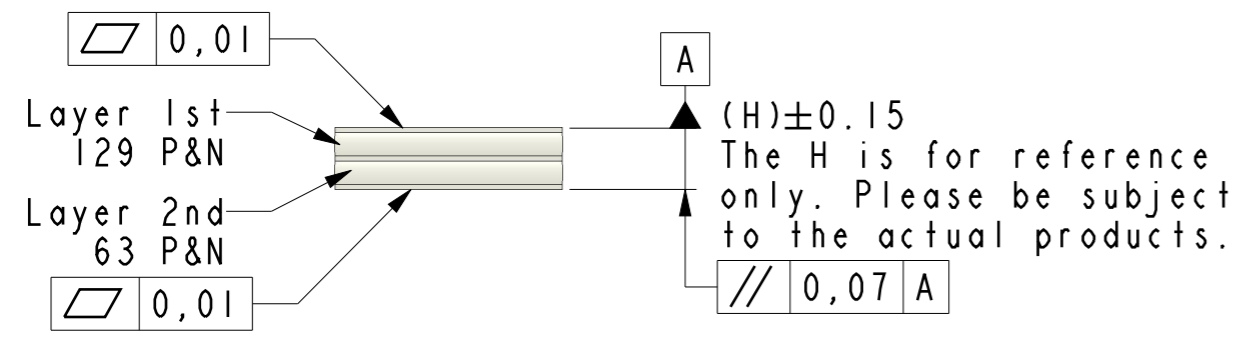 0,01
A
Layer 1st
129 P&N
(H)±0.15
The H is for reference
only. Please be subject
to the actual products.
Layer 2nd
63 P&N
0,01
// 0,07 A